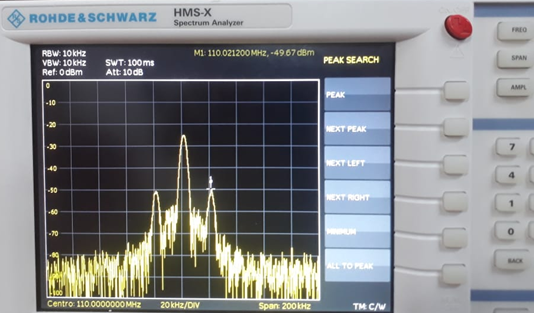 ROHDE&SCHWARZ
HMS-X
Spectrum Analyzer
RBW: 10 kHz
VBW: 10 kHz SWT: 100 ms
Ref: 0 dBm Att: 10 dB
M1: 110.021200 MHz, -49.67 dBm
PEAK SEARCH
PEAK
NEXT PEAK
NEXT LEFT
NEXT RIGHT
MINIMUM
ALL TO PEAK
0
-10
-20
-30
-40
-50
-60
-70
-80
-90
-100
Centro: 110.0000000 MHz 20 kHz/DIV Span: 200 kHz
TM: C/W
FREQ
SPAN
AMPL
7
4
1
0
BACK